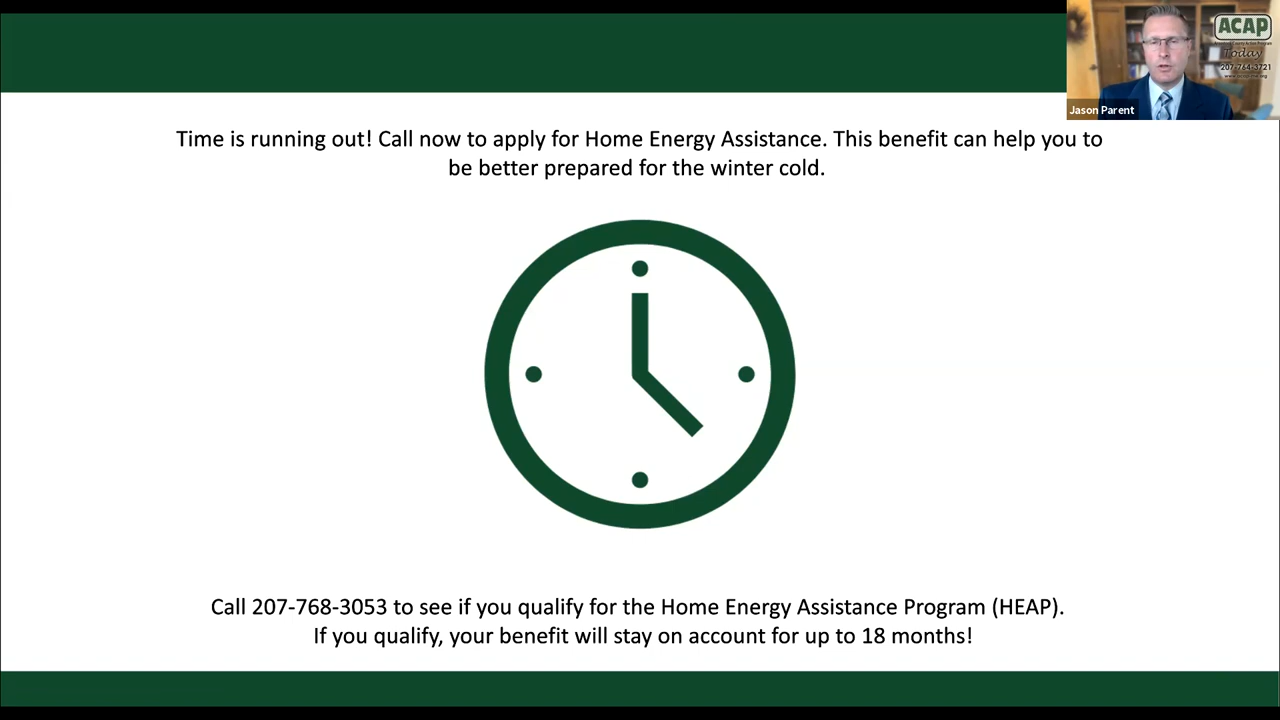 ACAP
Today
207-764-3721
Jason Parent
Time is running out! Call now to apply for Home Energy Assistance. This benefit can help you to
be better prepared for the winter cold.
Call 207-768-3053 to see if you qualify for the Home Energy Assistance Program (HEAP).
If you qualify, your benefit will stay on account for up to 18 months!